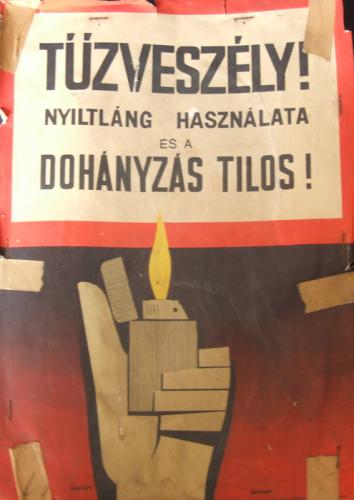 TŰZVESZÉLY!
NYILTLÁNG HASZNÁLATA
ÉS A
DOHÁNYZÁS TILOS!